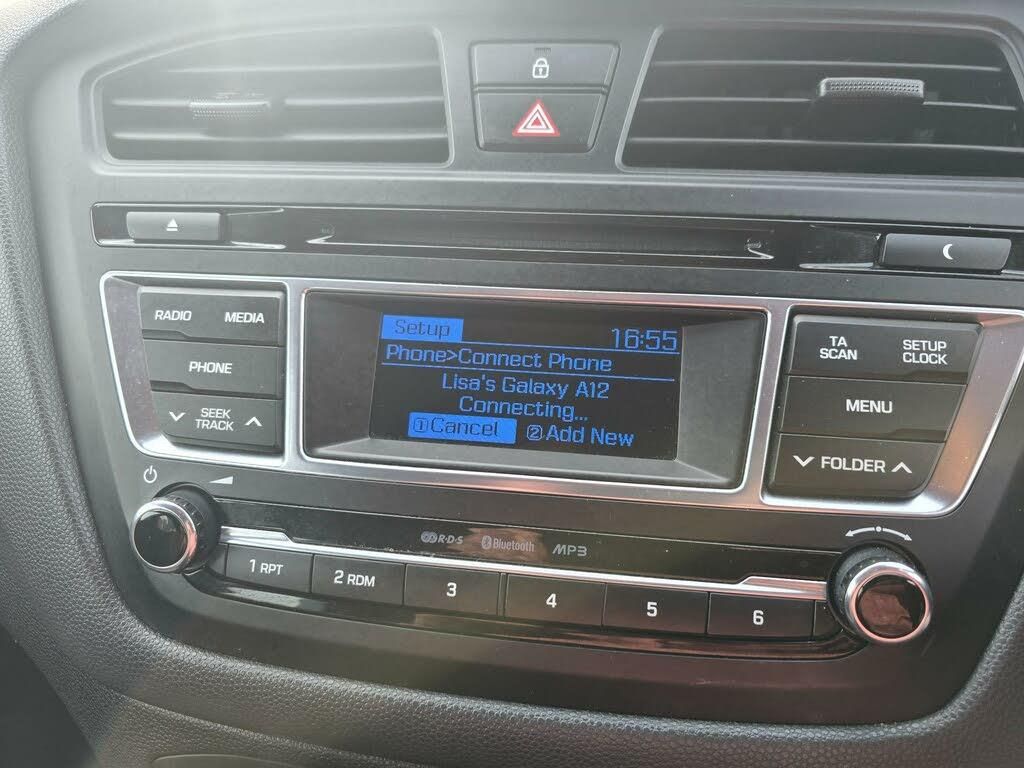 RADIO MEDIA
PHONE
SEEK
TRACK
Setup 16:55
Phone>Connect Phone
Lisa's Galaxy A12
Connecting...
①Cancel ②Add New
TA
SCAN
SETUP
CLOCK
MENU
FOLDER
R·D·S Bluetooth MP3
1 RPT 2 RDM 3 4 5 6